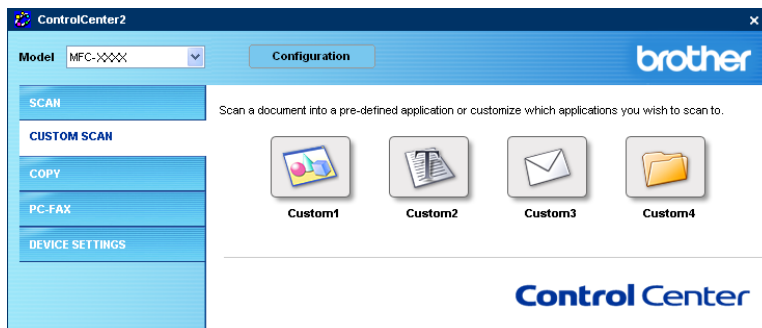 ControlCenter2
Model MFC-XXXX Configuration brother
SCAN
CUSTOM SCAN
COPY
PC-FAX
DEVICE SETTINGS
Scan a document into a pre-defined application or customize which applications you wish to scan to.
Custom1 Custom2 Custom3 Custom4
Control Center